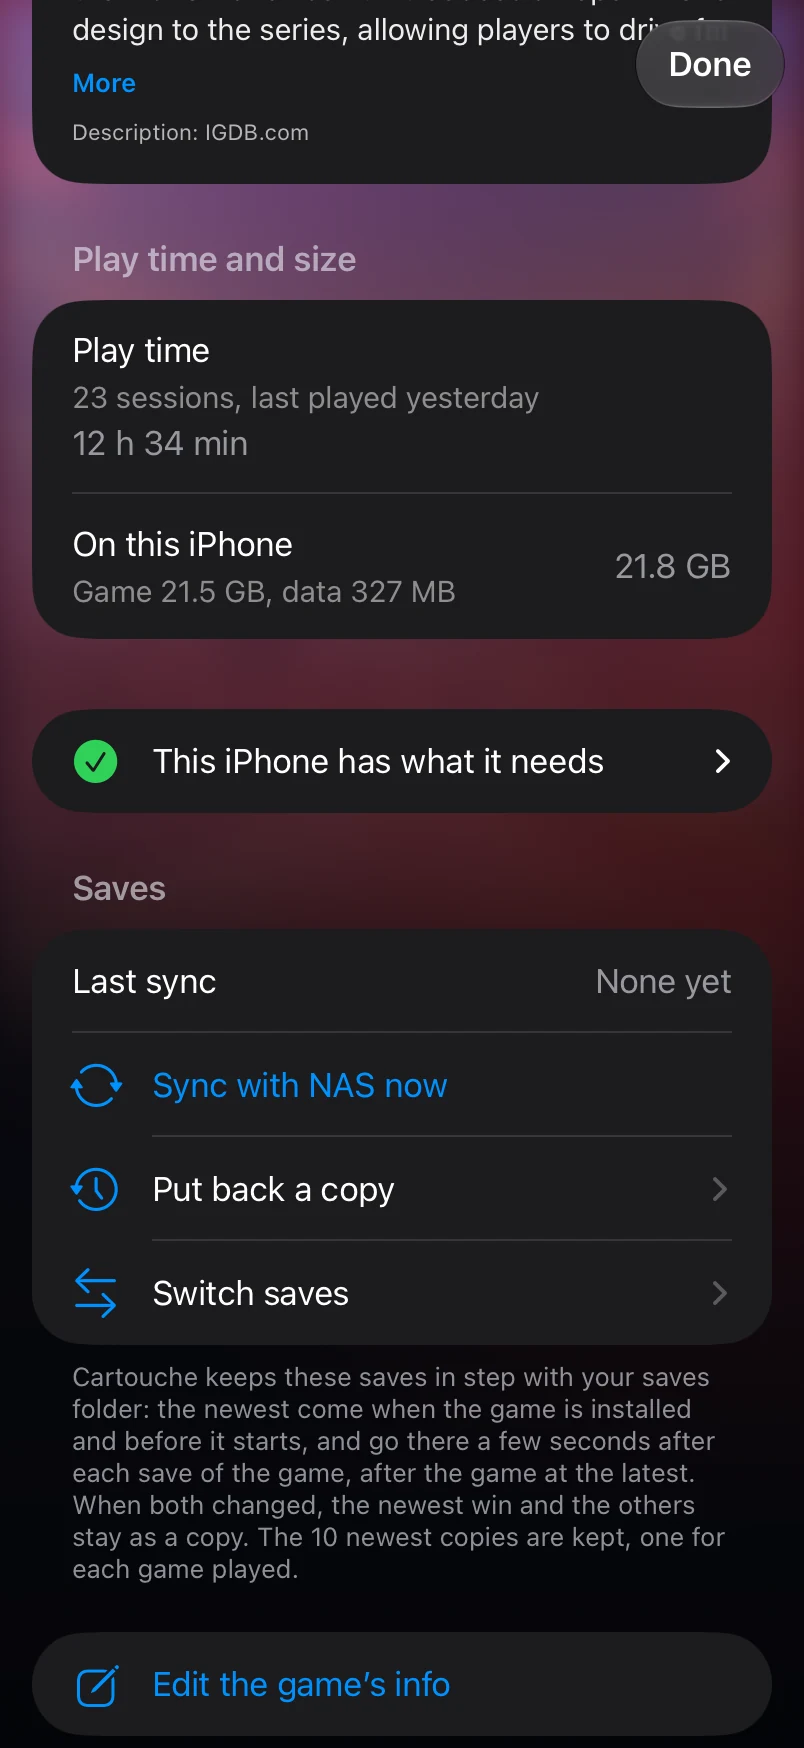 design to the series, allowing players to
Done
More
Description: IGDB.com
Play time and size
Play time
23 sessions, last played yesterday
12 h 34 min
On this iPhone
21.8 GB
Game 21.5 GB, data 327 MB
This iPhone has what it needs
Saves
Last sync
None yet
Sync with NAS now
Put back a copy
Switch saves
Cartouche keeps these saves in step with your saves
folder: the newest come when the game is installed
and before it starts, and go there a few seconds after
each save of the game, after the game at the latest.
When both changed, the newest win and the others
stay as a copy. The 10 newest copies are kept, one for
each game played.
Edit the game’s info